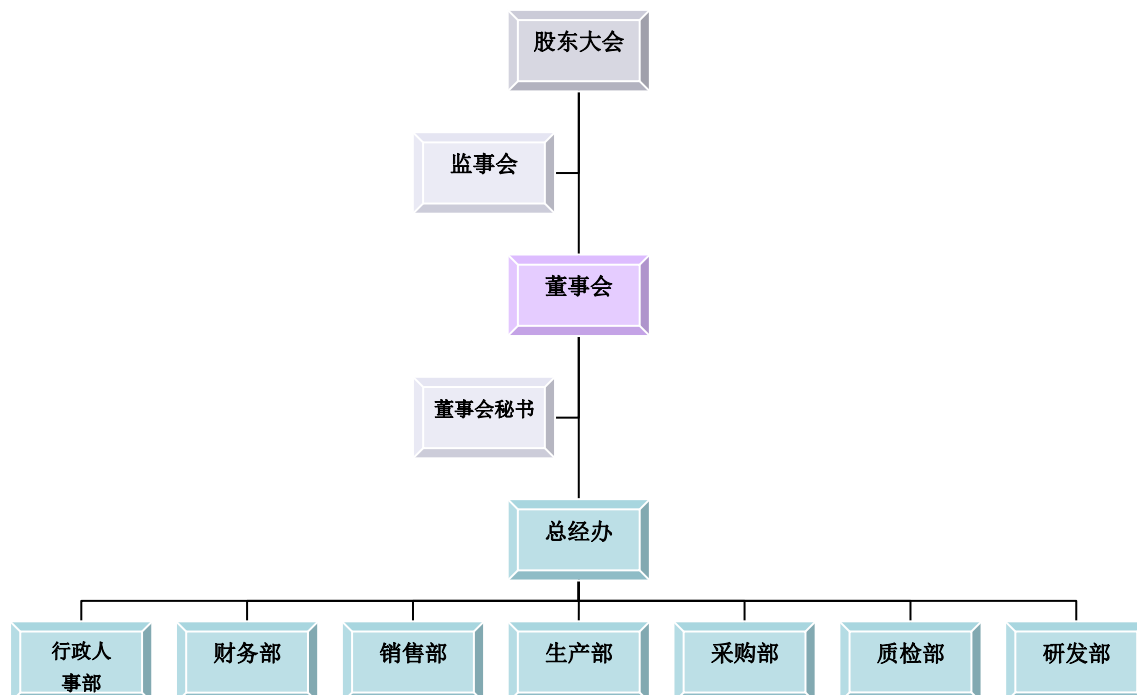 股东大会
监事会
董事会
董事会秘书
总经办
行政人
事部
财务部
销售部
生产部
采购部
质检部
研发部